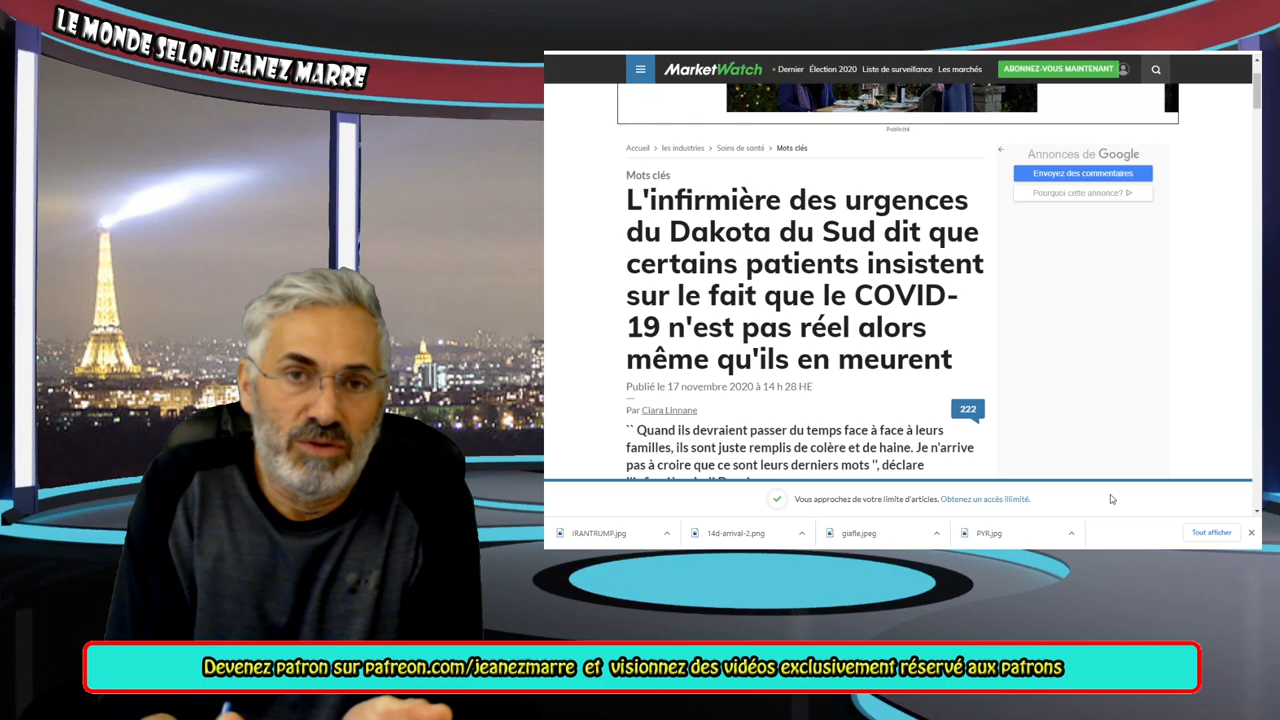 LE MONDE SELON JEANEZ MARRE
MarketWatch
Dernier Élection 2020 Liste de surveillance Les marchés
ABONNEZ-VOUS MAINTENANT
Publicité
Accueil > les industries > Soins de santé > Mots clés
Annonces de Google
Envoyez des commentaires
Pourquoi cette annonce?
Mots clés
L'infirmière des urgences
du Dakota du Sud dit que
certains patients insistent
sur le fait que le COVID-
19 n'est pas réel alors
même qu'ils en meurent
Publié le 17 novembre 2020 à 14 h 28 HE
Par Ciara Linnane
222
`` Quand ils devraient passer du temps face à face à leurs
familles, ils sont juste remplis de colère et de haine. Je n'arrive
pas à croire que ce sont leurs derniers mots '', déclare
Vous approchez de votre limite d'articles. Obtenez un accès illimité.
IRANTRUMP.jpg
14d-arrival-2.png
giafle.jpeg
PYR.jpg
Tout afficher
Devenez patron sur patreon.com/jeanezmarre et visionnez des vidéos exclusivement réservé aux patrons